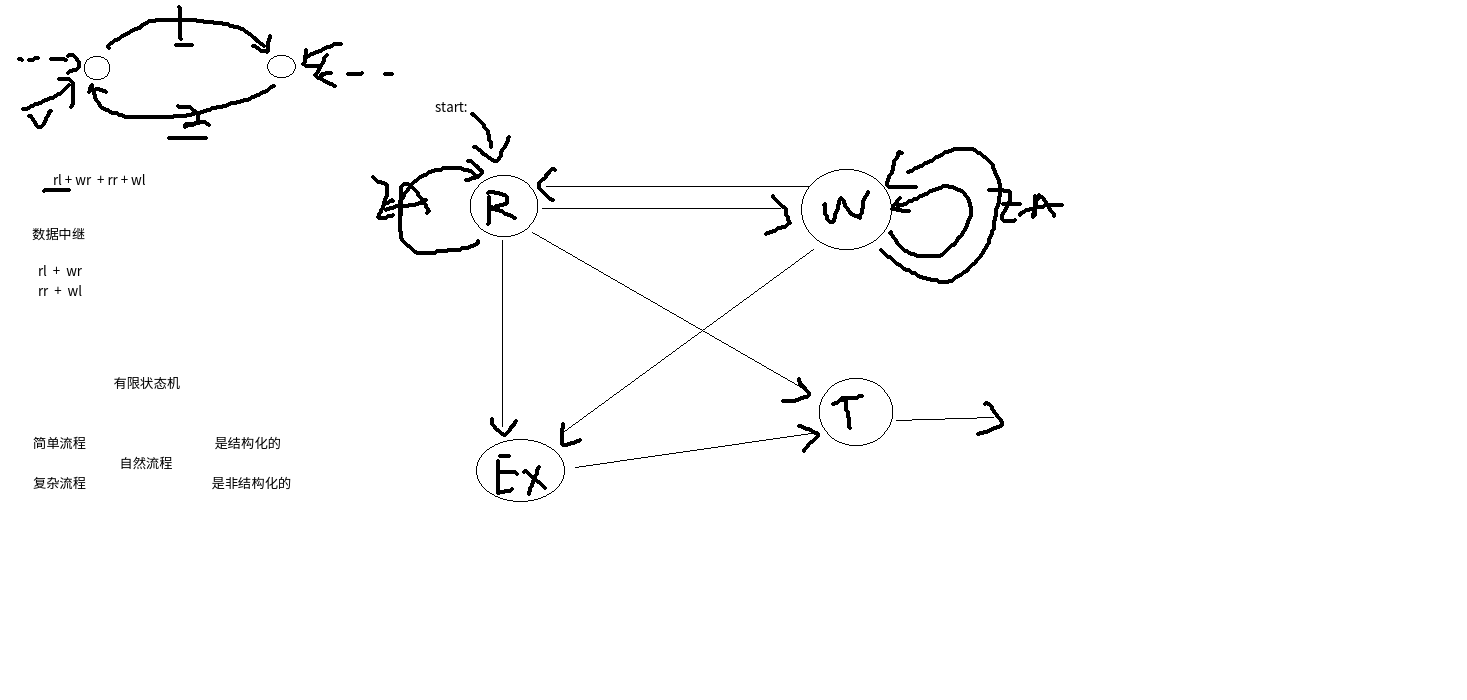 start:
rl + wr + rr + wl
R
W
数据中继
rl + wr
rr + wl
有限状态机
T
简单流程 是结构化的
自然流程
Ex
复杂流程 是非结构化的